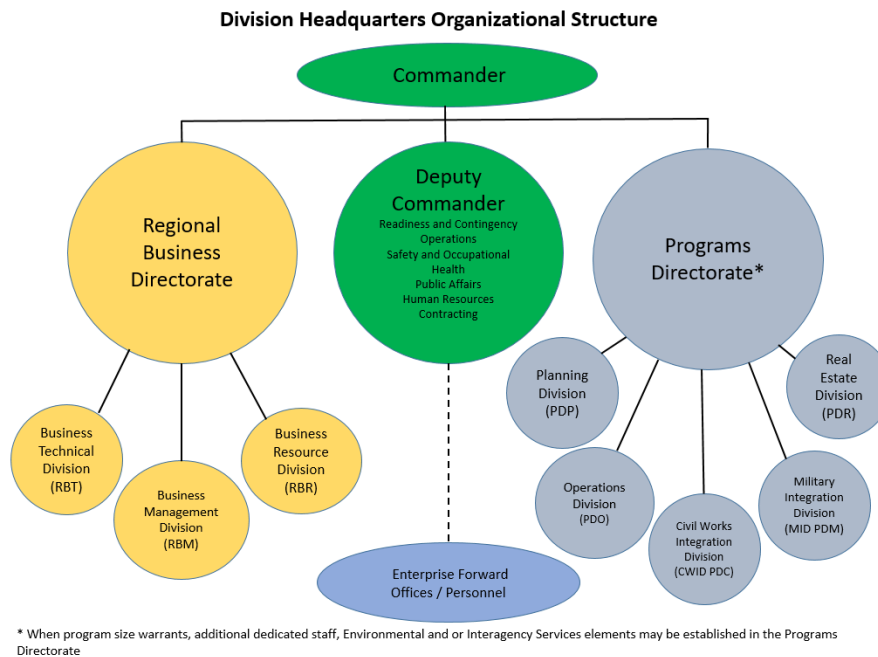 Division Headquarters Organizational Structure
Commander
Regional
Business
Directorate
Deputy
Commander
Readiness and Contingency
Operations
Safety and Occupational
Health
Public Affairs
Human Resources
Contracting
Programs
Directorate*
Business
Technical
Division
(RBT)
Business
Management
Division
(RBM)
Business
Resource
Division
(RBR)
Planning
Division
(PDP)
Operations
Division
(PDO)
Civil Works
Integration
Division
(CWID PDC)
Military
Integration
Division
(MID PDM)
Real
Estate
Division
(PDR)
Enterprise Forward
Offices / Personnel
* When program size warrants, additional dedicated staff, Environmental and or Interagency Services elements may be established in the Programs
Directorate